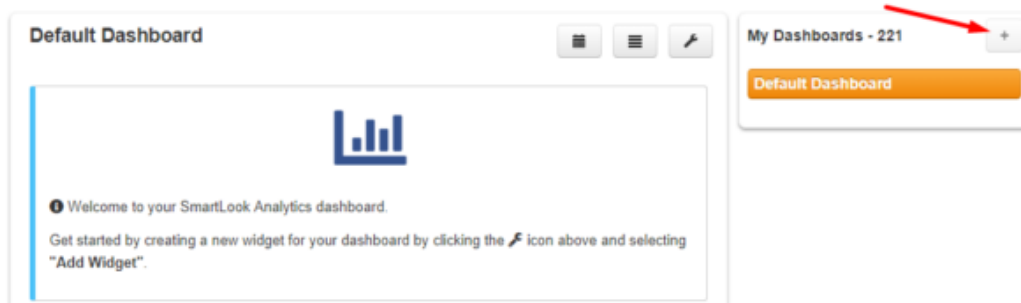 Default Dashboard
My Dashboards - 221
+
Default Dashboard
Welcome to your SmartLook Analytics dashboard.
Get started by creating a new widget for your dashboard by clicking the icon above and selecting
"Add Widget".